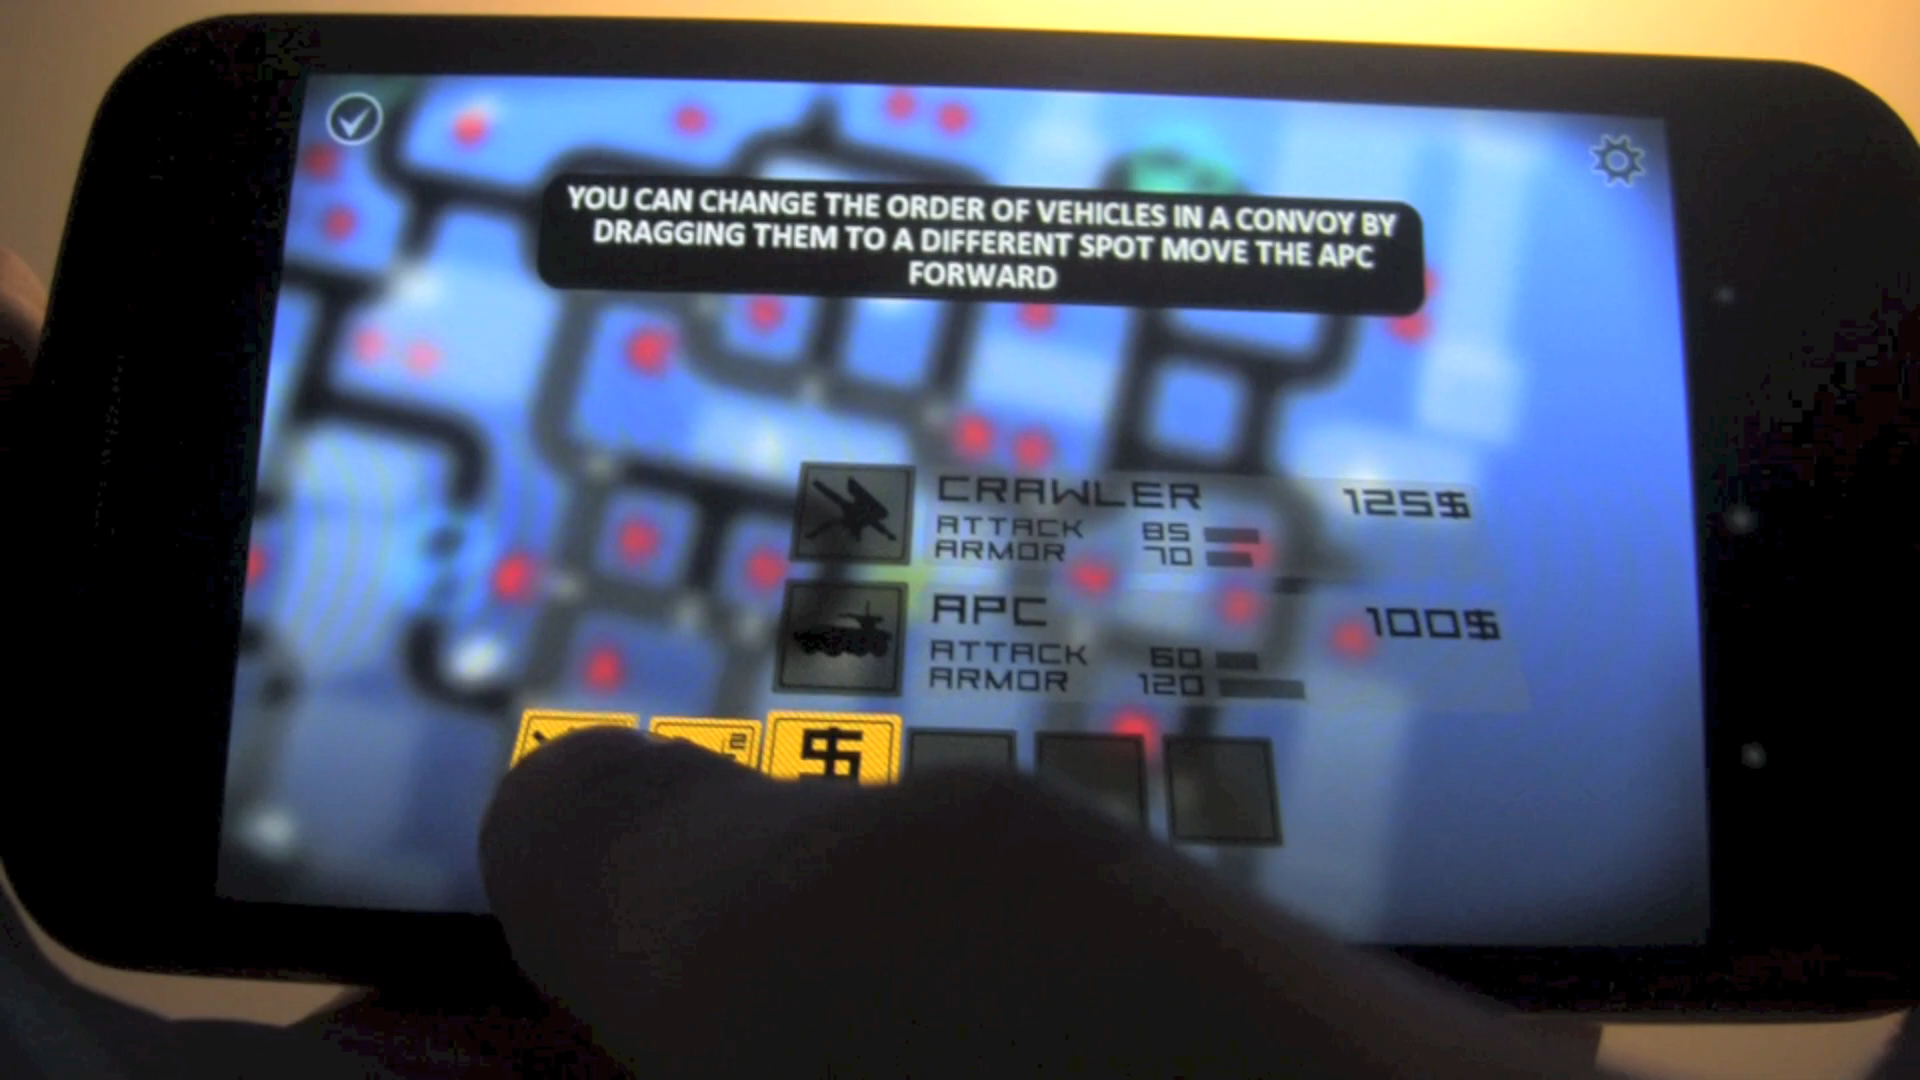 YOU CAN CHANGE THE ORDER OF VEHICLES IN A CONVOY BY
DRAGGING THEM TO A DIFFERENT SPOT MOVE THE APC
FORWARD
CRAWLER 125$
ATTACK 85
ARMOR 70
APC 100$
ATTACK 60
ARMOR 120
2
$